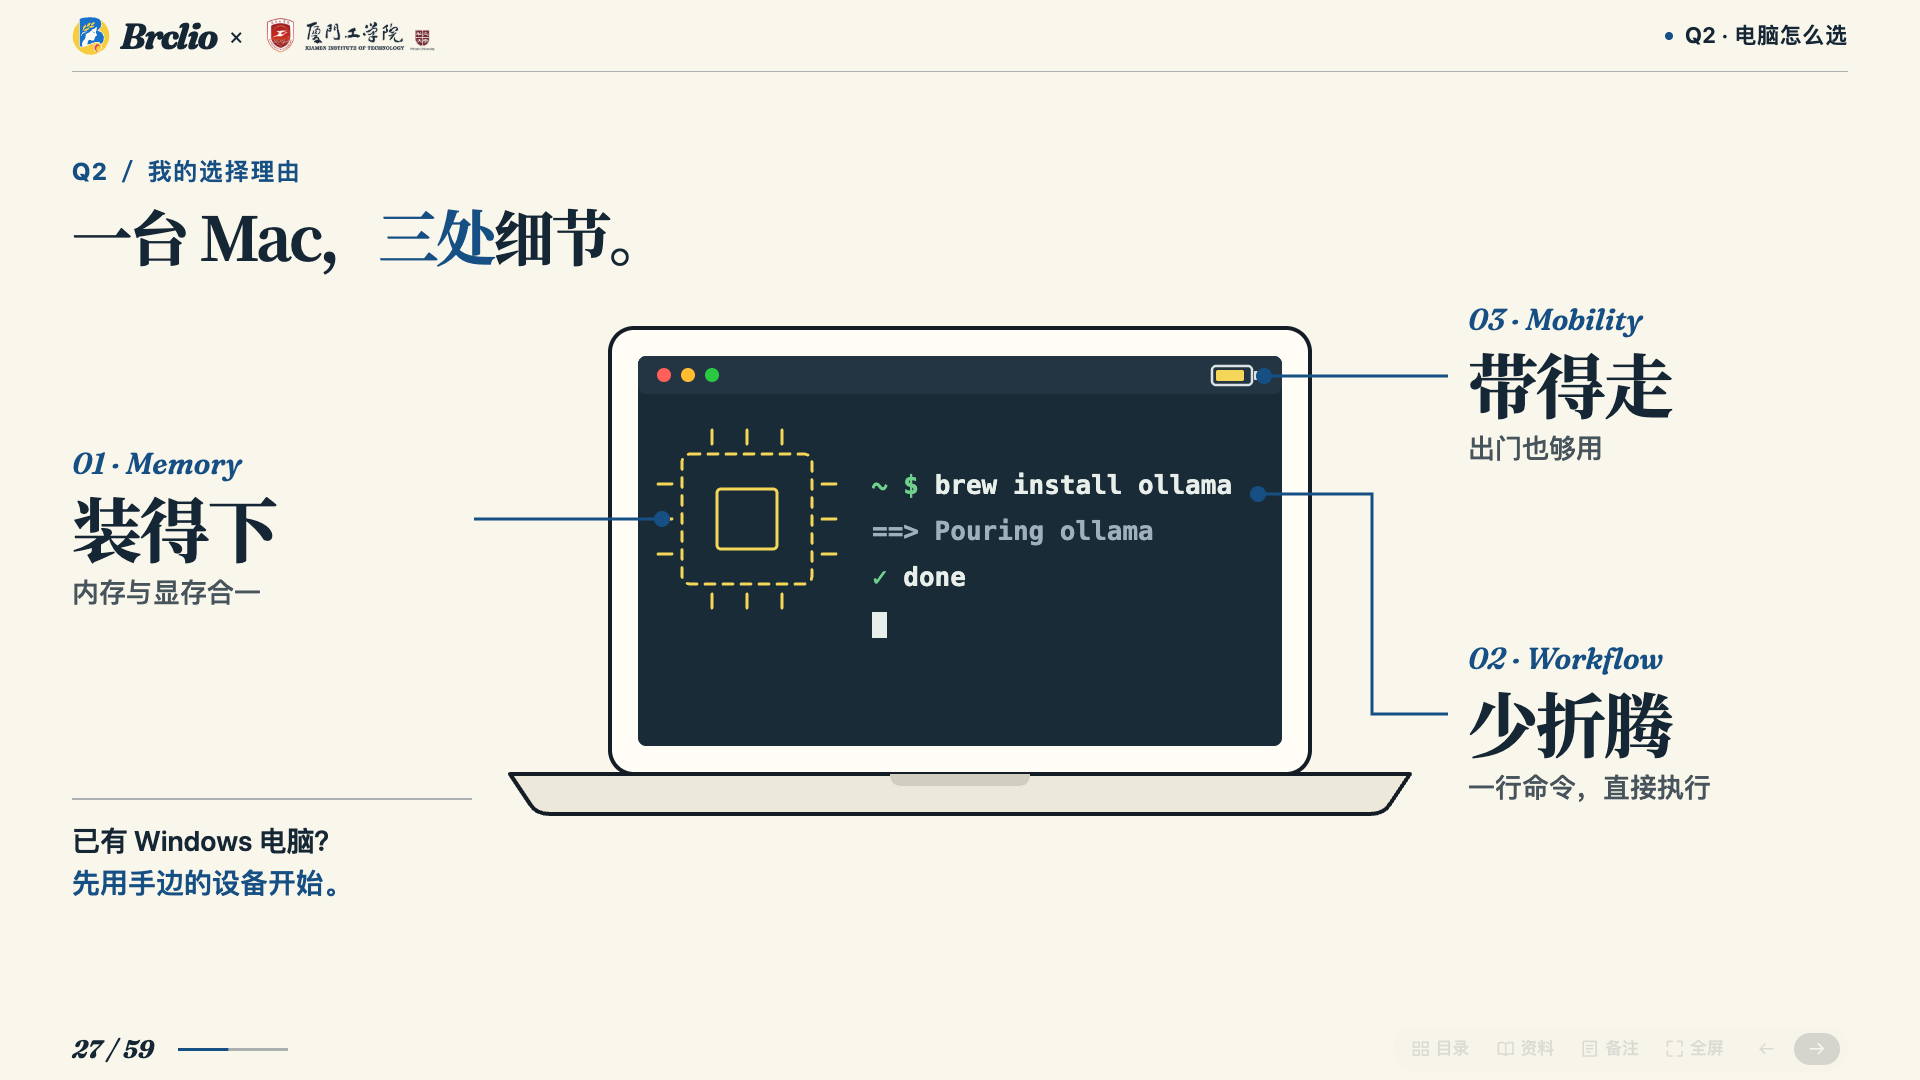 Brclio ×
厦门工学院
XIAMEN INSTITUTE OF TECHNOLOGY
Q2 · 电脑怎么选
Q2 / 我的选择理由
一台 Mac，三处细节。
01 · Memory
装得下
内存与显存合一
~ $ brew install ollama
==> Pouring ollama
✓ done
03 · Mobility
带得走
出门也够用
02 · Workflow
少折腾
一行命令，直接执行
已有 Windows 电脑？
先用手边的设备开始。
27 / 59
目录 资料 备注 全屏 ← →